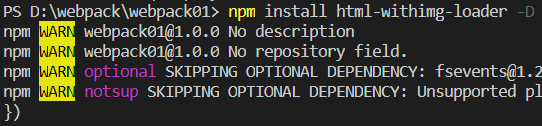 PS D:\webpack\webpack01> npm install html-withimg-loader -D
npm WARN webpack01@1.0.0 No description
npm WARN webpack01@1.0.0 No repository field.
npm WARN optional SKIPPING OPTIONAL DEPENDENCY: fsevents@1.2
npm WARN notsup SKIPPING OPTIONAL DEPENDENCY: Unsupported pl
})